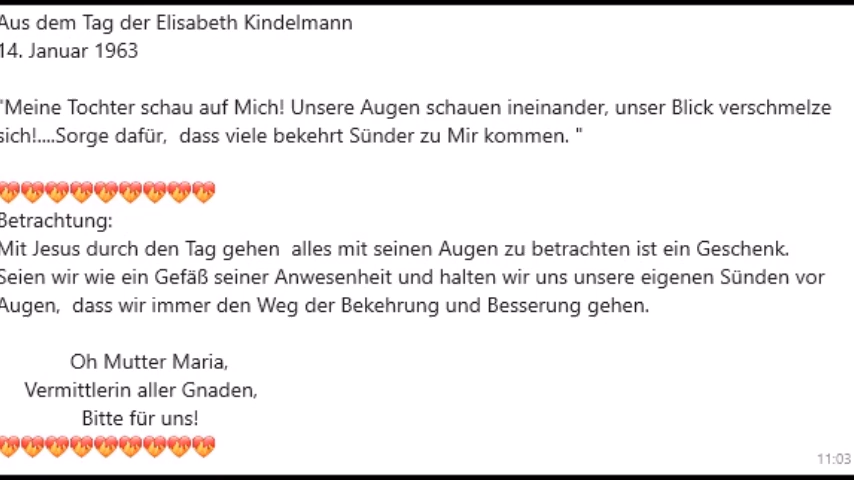 Aus dem Tag der Elisabeth Kindelmann
14. Januar 1963
"Meine Tochter schau auf Mich! Unsere Augen schauen ineinander, unser Blick verschmelze
sich!....Sorge dafür,  dass viele bekehrt Sünder zu Mir kommen. "
❤️‍🔥❤️‍🔥❤️‍🔥❤️‍🔥❤️‍🔥❤️‍🔥❤️‍🔥❤️‍🔥❤️‍🔥
Betrachtung:
Mit Jesus durch den Tag gehen  alles mit seinen Augen zu betrachten ist ein Geschenk.
Seien wir wie ein Gefäß seiner Anwesenheit und halten wir uns unsere eigenen Sünden vor
Augen,  dass wir immer den Weg der Bekehrung und Besserung gehen.
Oh Mutter Maria,
Vermittlerin aller Gnaden,
Bitte für uns!
❤️‍🔥❤️‍🔥❤️‍🔥❤️‍🔥❤️‍🔥❤️‍🔥❤️‍🔥❤️‍🔥❤️‍🔥
11:03